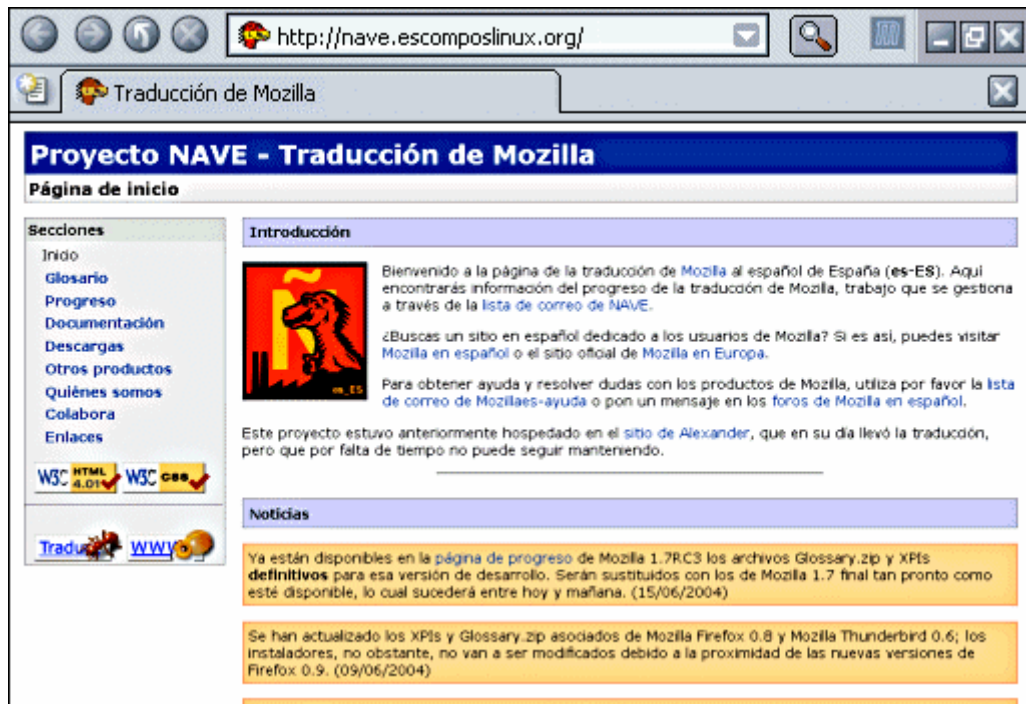 http://nave.escomposlinux.org/
Traducción de Mozilla
Proyecto NAVE - Traducción de Mozilla
Página de inicio
Secciones
Inicio
Glosario
Progreso
Documentación
Descargas
Otros productos
Quiénes somos
Colabora
Enlaces
W3C HTML 4.01 W3C CSS
Traduc WWW
Introducción
Ñ
es_ES
Bienvenido a la página de la traducción de Mozilla al español de España (es-ES). Aquí
encontrarás información del progreso de la traducción de Mozilla, trabajo que se gestiona
a través de la lista de correo de NAVE.
¿Buscas un sitio en español dedicado a los usuarios de Mozilla? Si es así, puedes visitar
Mozilla en español o el sitio oficial de Mozilla en Europa.
Para obtener ayuda y resolver dudas con los productos de Mozilla, utiliza por favor la lista
de correo de Mozillaes-ayuda o pon un mensaje en los foros de Mozilla en español.
Este proyecto estuvo anteriormente hospedado en el sitio de Alexander, que en su día llevó la traducción,
pero que por falta de tiempo no puede seguir manteniendo.
Noticias
Ya están disponibles en la página de progreso de Mozilla 1.7RC3 los archivos Glossary.zip y XPIs
definitivos para esa versión de desarrollo. Serán sustituidos con los de Mozilla 1.7 final tan pronto como
esté disponible, lo cual sucederá entre hoy y mañana. (15/06/2004)
Se han actualizado los XPIs y Glossary.zip asociados de Mozilla Firefox 0.8 y Mozilla Thunderbird 0.6; los
instaladores, no obstante, no van a ser modificados debido a la proximidad de las nuevas versiones de
Firefox 0.9. (09/06/2004)